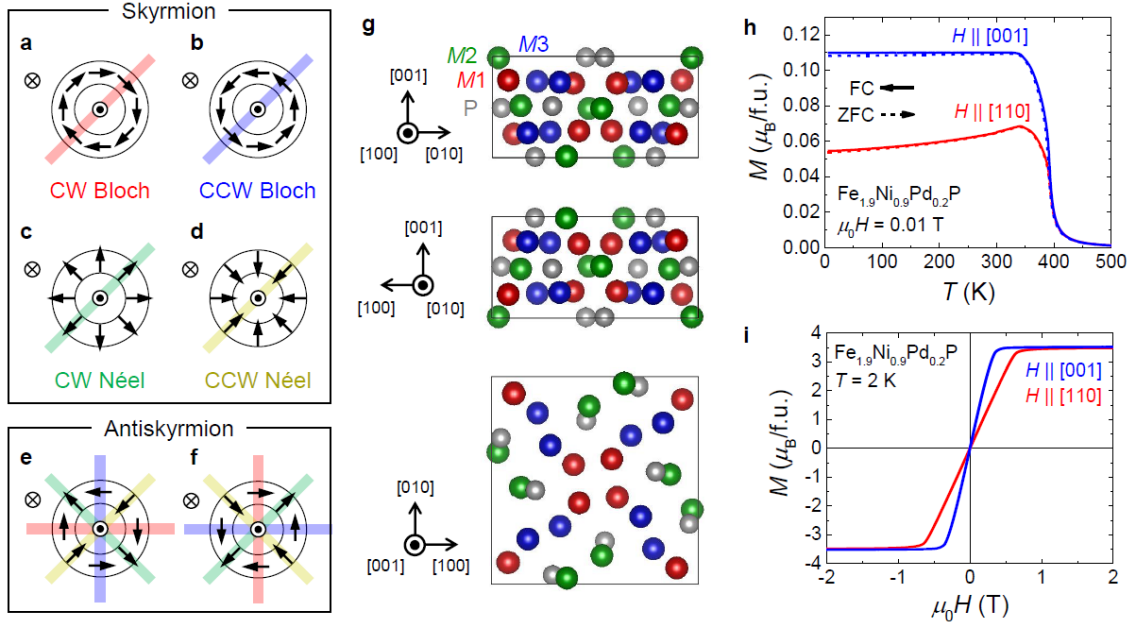 Skyrmion
a
b
CW Bloch
CCW Bloch
c
d
CW Néel
CCW Néel
Antiskyrmion
e
f
g
M2
M3
M1
P
[001]
[100]
[010]
[001]
[100]
[010]
[010]
[001]
[100]
h
H || [001]
FC
ZFC
H || [110]
Fe1.9Ni0.9Pd0.2P
μ0H = 0.01 T
M (μB/f.u.)
0.12
0.10
0.08
0.06
0.04
0.02
0.00
0 100 200 300 400 500
T (K)
i
Fe1.9Ni0.9Pd0.2P
T = 2 K
H || [001]
H || [110]
M (μB/f.u.)
4
3
2
1
0
-1
-2
-3
-4
-2 -1 0 1 2
μ0H (T)